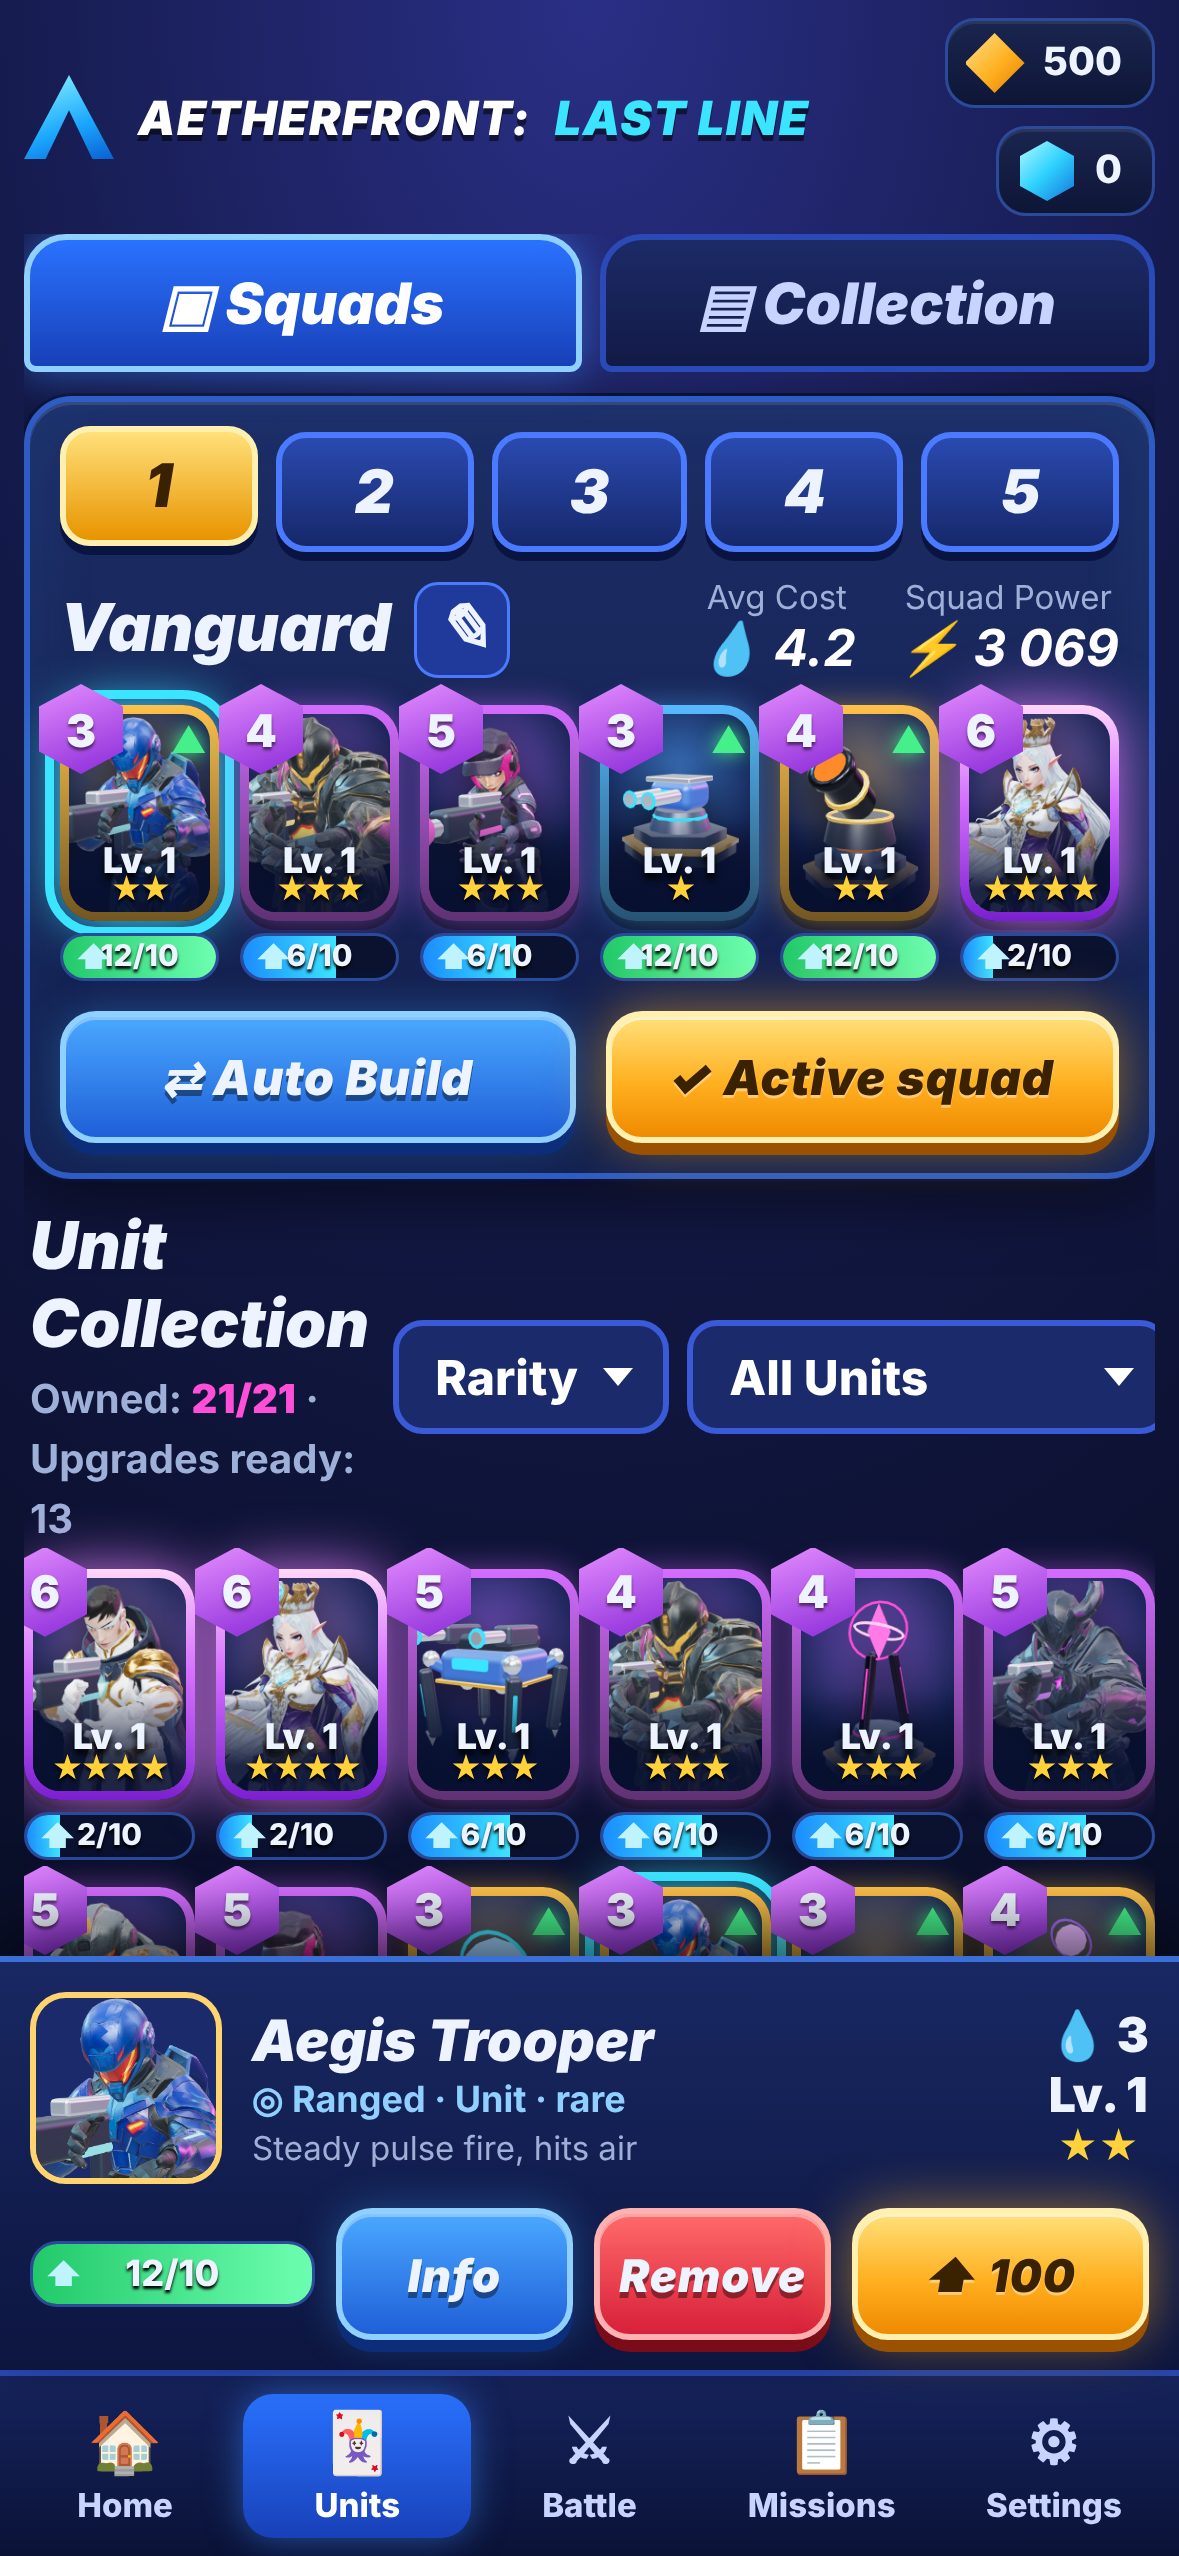 500
AETHERFRONT: LAST LINE
0
Squads
Collection
1
2
3
4
5
Vanguard
Avg Cost
4.2
Squad Power
3 069
3
4
5
3
4
6
Lv. 1
Lv. 1
Lv. 1
Lv. 1
Lv. 1
Lv. 1
12/10
6/10
6/10
12/10
12/10
2/10
Auto Build
Active squad
Unit
Collection
Owned: 21/21 ·
Upgrades ready:
13
Rarity
All Units
6
6
5
4
4
5
Lv. 1
Lv. 1
Lv. 1
Lv. 1
Lv. 1
Lv. 1
2/10
2/10
6/10
6/10
6/10
6/10
5
5
3
3
3
4
Aegis Trooper
Ranged · Unit · rare
Steady pulse fire, hits air
3
Lv. 1
12/10
Info
Remove
100
Home
Units
Battle
Missions
Settings